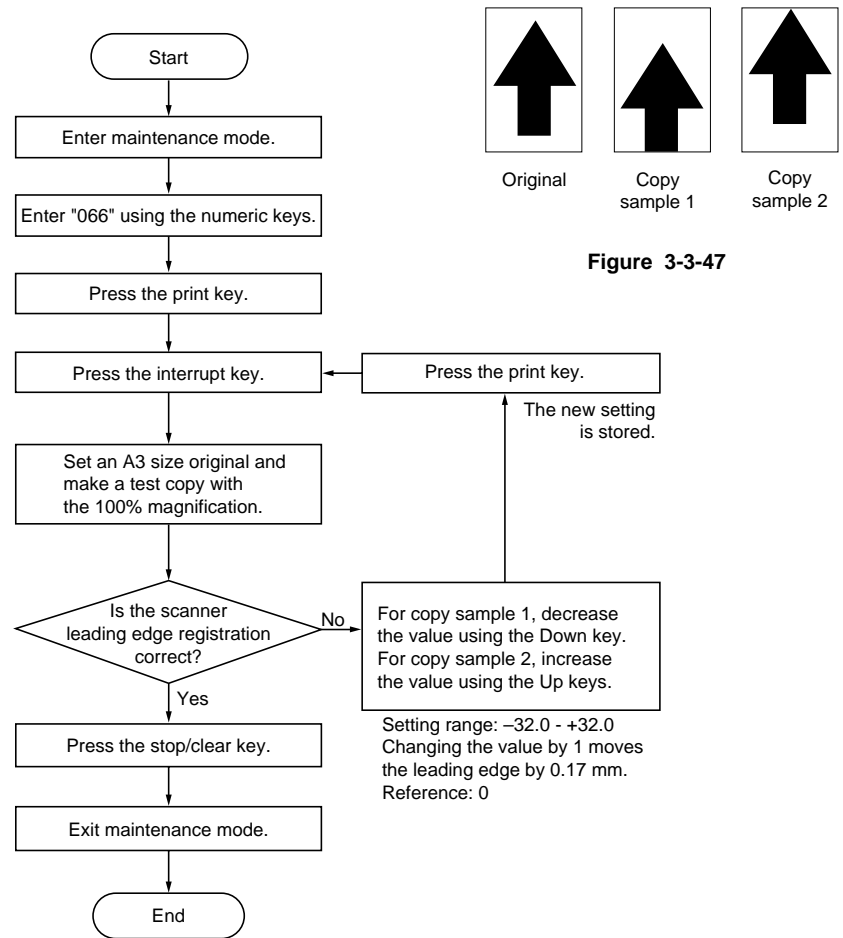 Start
Enter maintenance mode.
Enter "066" using the numeric keys.
Press the print key.
Press the interrupt key.
Set an A3 size original and
make a test copy with
the 100% magnification.
Is the scanner
leading edge registration
correct?
No
Yes
Press the stop/clear key.
Exit maintenance mode.
End
Press the print key.
The new setting
is stored.
For copy sample 1, decrease
the value using the Down key.
For copy sample 2, increase
the value using the Up keys.
Setting range: –32.0 - +32.0
Changing the value by 1 moves
the leading edge by 0.17 mm.
Reference: 0
Original
Copy
sample 1
Copy
sample 2
Figure 3-3-47